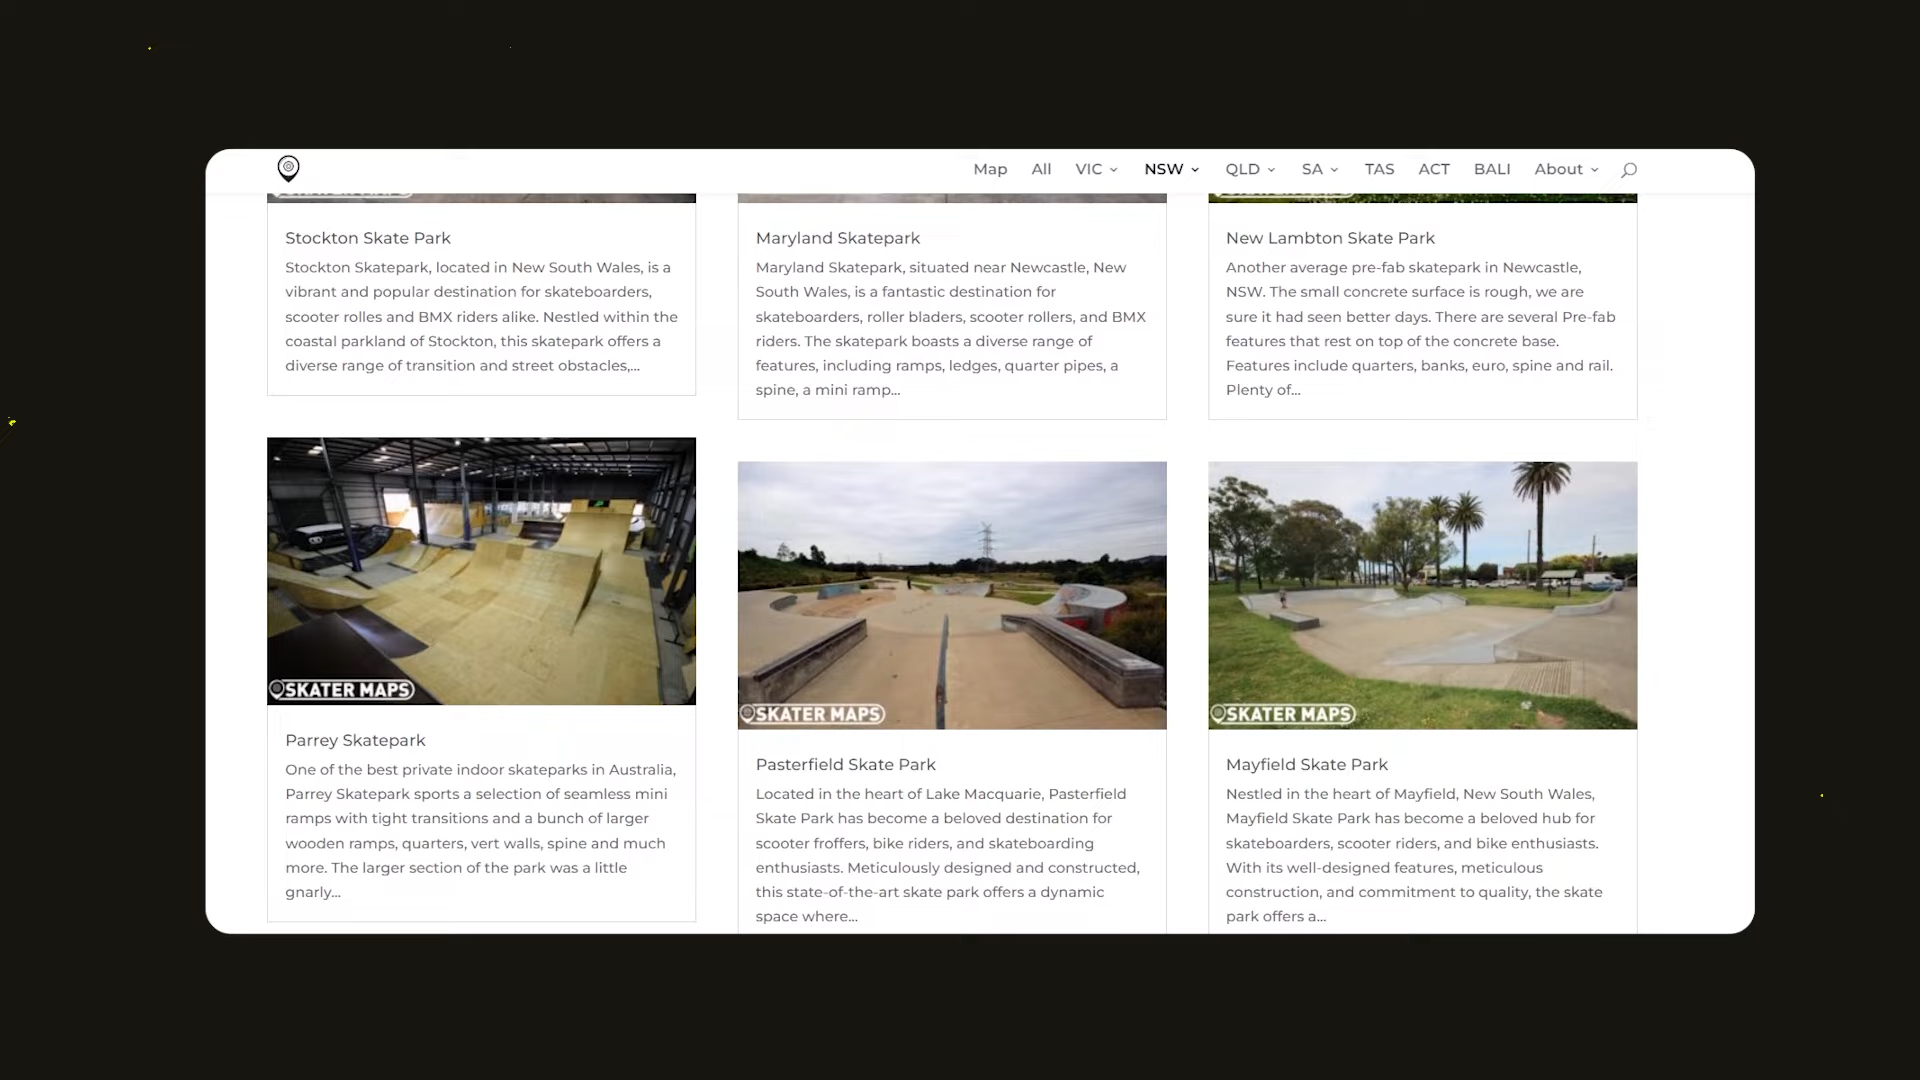 Map All VIC NSW QLD SA TAS ACT BALI About
Stockton Skate Park
Stockton Skatepark, located in New South Wales, is a
vibrant and popular destination for skateboarders,
scooter rolles and BMX riders alike. Nestled within the
coastal parkland of Stockton, this skatepark offers a
diverse range of transition and street obstacles,...
Maryland Skatepark
Maryland Skatepark, situated near Newcastle, New
South Wales, is a fantastic destination for
skateboarders, roller bladers, scooter rollers, and BMX
riders. The skatepark boasts a diverse range of
features, including ramps, ledges, quarter pipes, a
spine, a mini ramp...
New Lambton Skate Park
Another average pre-fab skatepark in Newcastle,
NSW. The small concrete surface is rough, we are
sure it had seen better days. There are several Pre-fab
features that rest on top of the concrete base.
Features include quarters, banks, euro, spine and rail.
Plenty of...
SKATER MAPS
Parrey Skatepark
One of the best private indoor skateparks in Australia,
Parrey Skatepark sports a selection of seamless mini
ramps with tight transitions and a bunch of larger
wooden ramps, quarters, vert walls, spine and much
more. The larger section of the park was a little
gnarly...
SKATER MAPS
Pasterfield Skate Park
Located in the heart of Lake Macquarie, Pasterfield
Skate Park has become a beloved destination for
scooter froffers, bike riders, and skateboarding
enthusiasts. Meticulously designed and constructed,
this state-of-the-art skate park offers a dynamic
space where...
SKATER MAPS
Mayfield Skate Park
Nestled in the heart of Mayfield, New South Wales,
Mayfield Skate Park has become a beloved hub for
skateboarders, scooter riders, and bike enthusiasts.
With its well-designed features, meticulous
construction, and commitment to quality, the skate
park offers a...